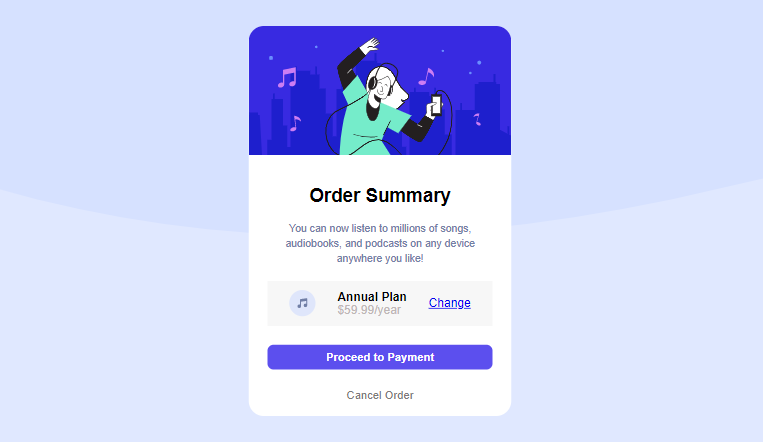 Order Summary
You can now listen to millions of songs,
audiobooks, and podcasts on any device
anywhere you like!
Annual Plan
$59.99/year
Change
Proceed to Payment
Cancel Order